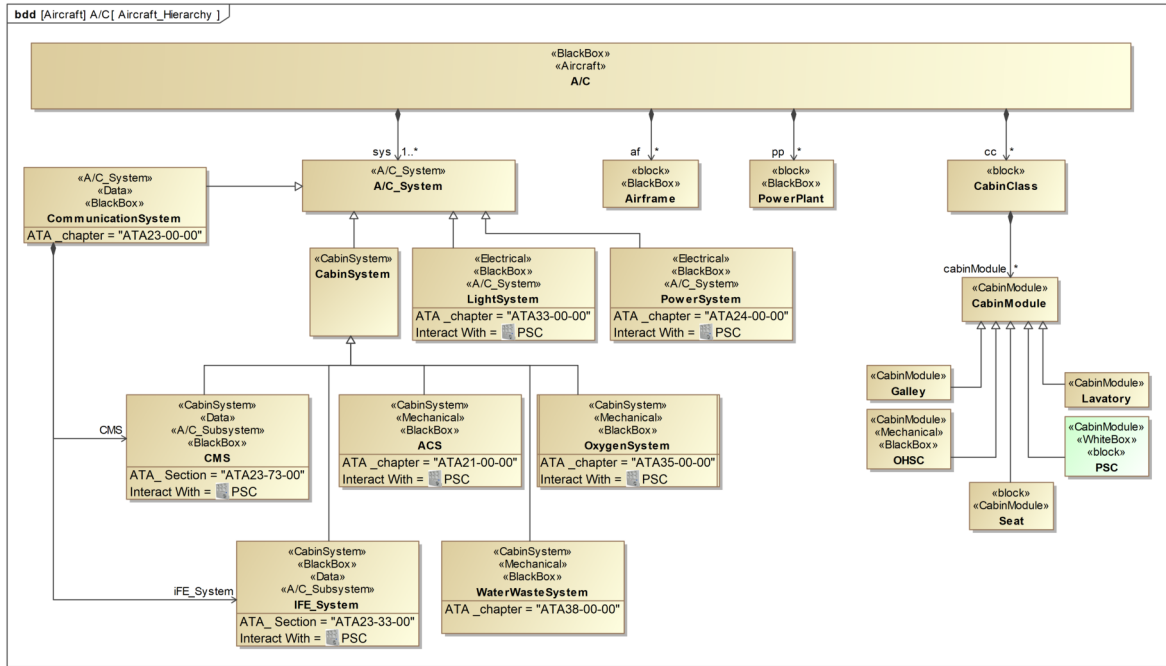 bdd [Aircraft] A/C[ Aircraft_Hierarchy ]
«BlackBox»
«Aircraft»
A/C
sys 1..*
af *
pp *
cc *
«A/C_System»
«Data»
«BlackBox»
CommunicationSystem
ATA _chapter = "ATA23-00-00"
«A/C_System»
A/C_System
«block»
«BlackBox»
Airframe
«block»
«BlackBox»
PowerPlant
«block»
CabinClass
«CabinSystem»
CabinSystem
«Electrical»
«BlackBox»
«A/C_System»
LightSystem
ATA _chapter = "ATA33-00-00"
Interact With = PSC
«Electrical»
«BlackBox»
«A/C_System»
PowerSystem
ATA _chapter = "ATA24-00-00"
Interact With = PSC
cabinModule *
«CabinModule»
CabinModule
«CabinModule»
Galley
«CabinModule»
Lavatory
«CabinModule»
«Mechanical»
«BlackBox»
OHSC
«CabinModule»
«WhiteBox»
«block»
PSC
«block»
«CabinModule»
Seat
CMS
«CabinSystem»
«Data»
«A/C_Subsystem»
«BlackBox»
CMS
ATA_ Section = "ATA23-73-00"
Interact With = PSC
«CabinSystem»
«Mechanical»
«BlackBox»
ACS
ATA _chapter = "ATA21-00-00"
Interact With = PSC
«CabinSystem»
«Mechanical»
«BlackBox»
OxygenSystem
ATA _chapter = "ATA35-00-00"
Interact With = PSC
iFE_System
«CabinSystem»
«BlackBox»
«Data»
«A/C_Subsystem»
IFE_System
ATA_ Section = "ATA23-33-00"
Interact With = PSC
«CabinSystem»
«Mechanical»
«BlackBox»
WaterWasteSystem
ATA _chapter = "ATA38-00-00"